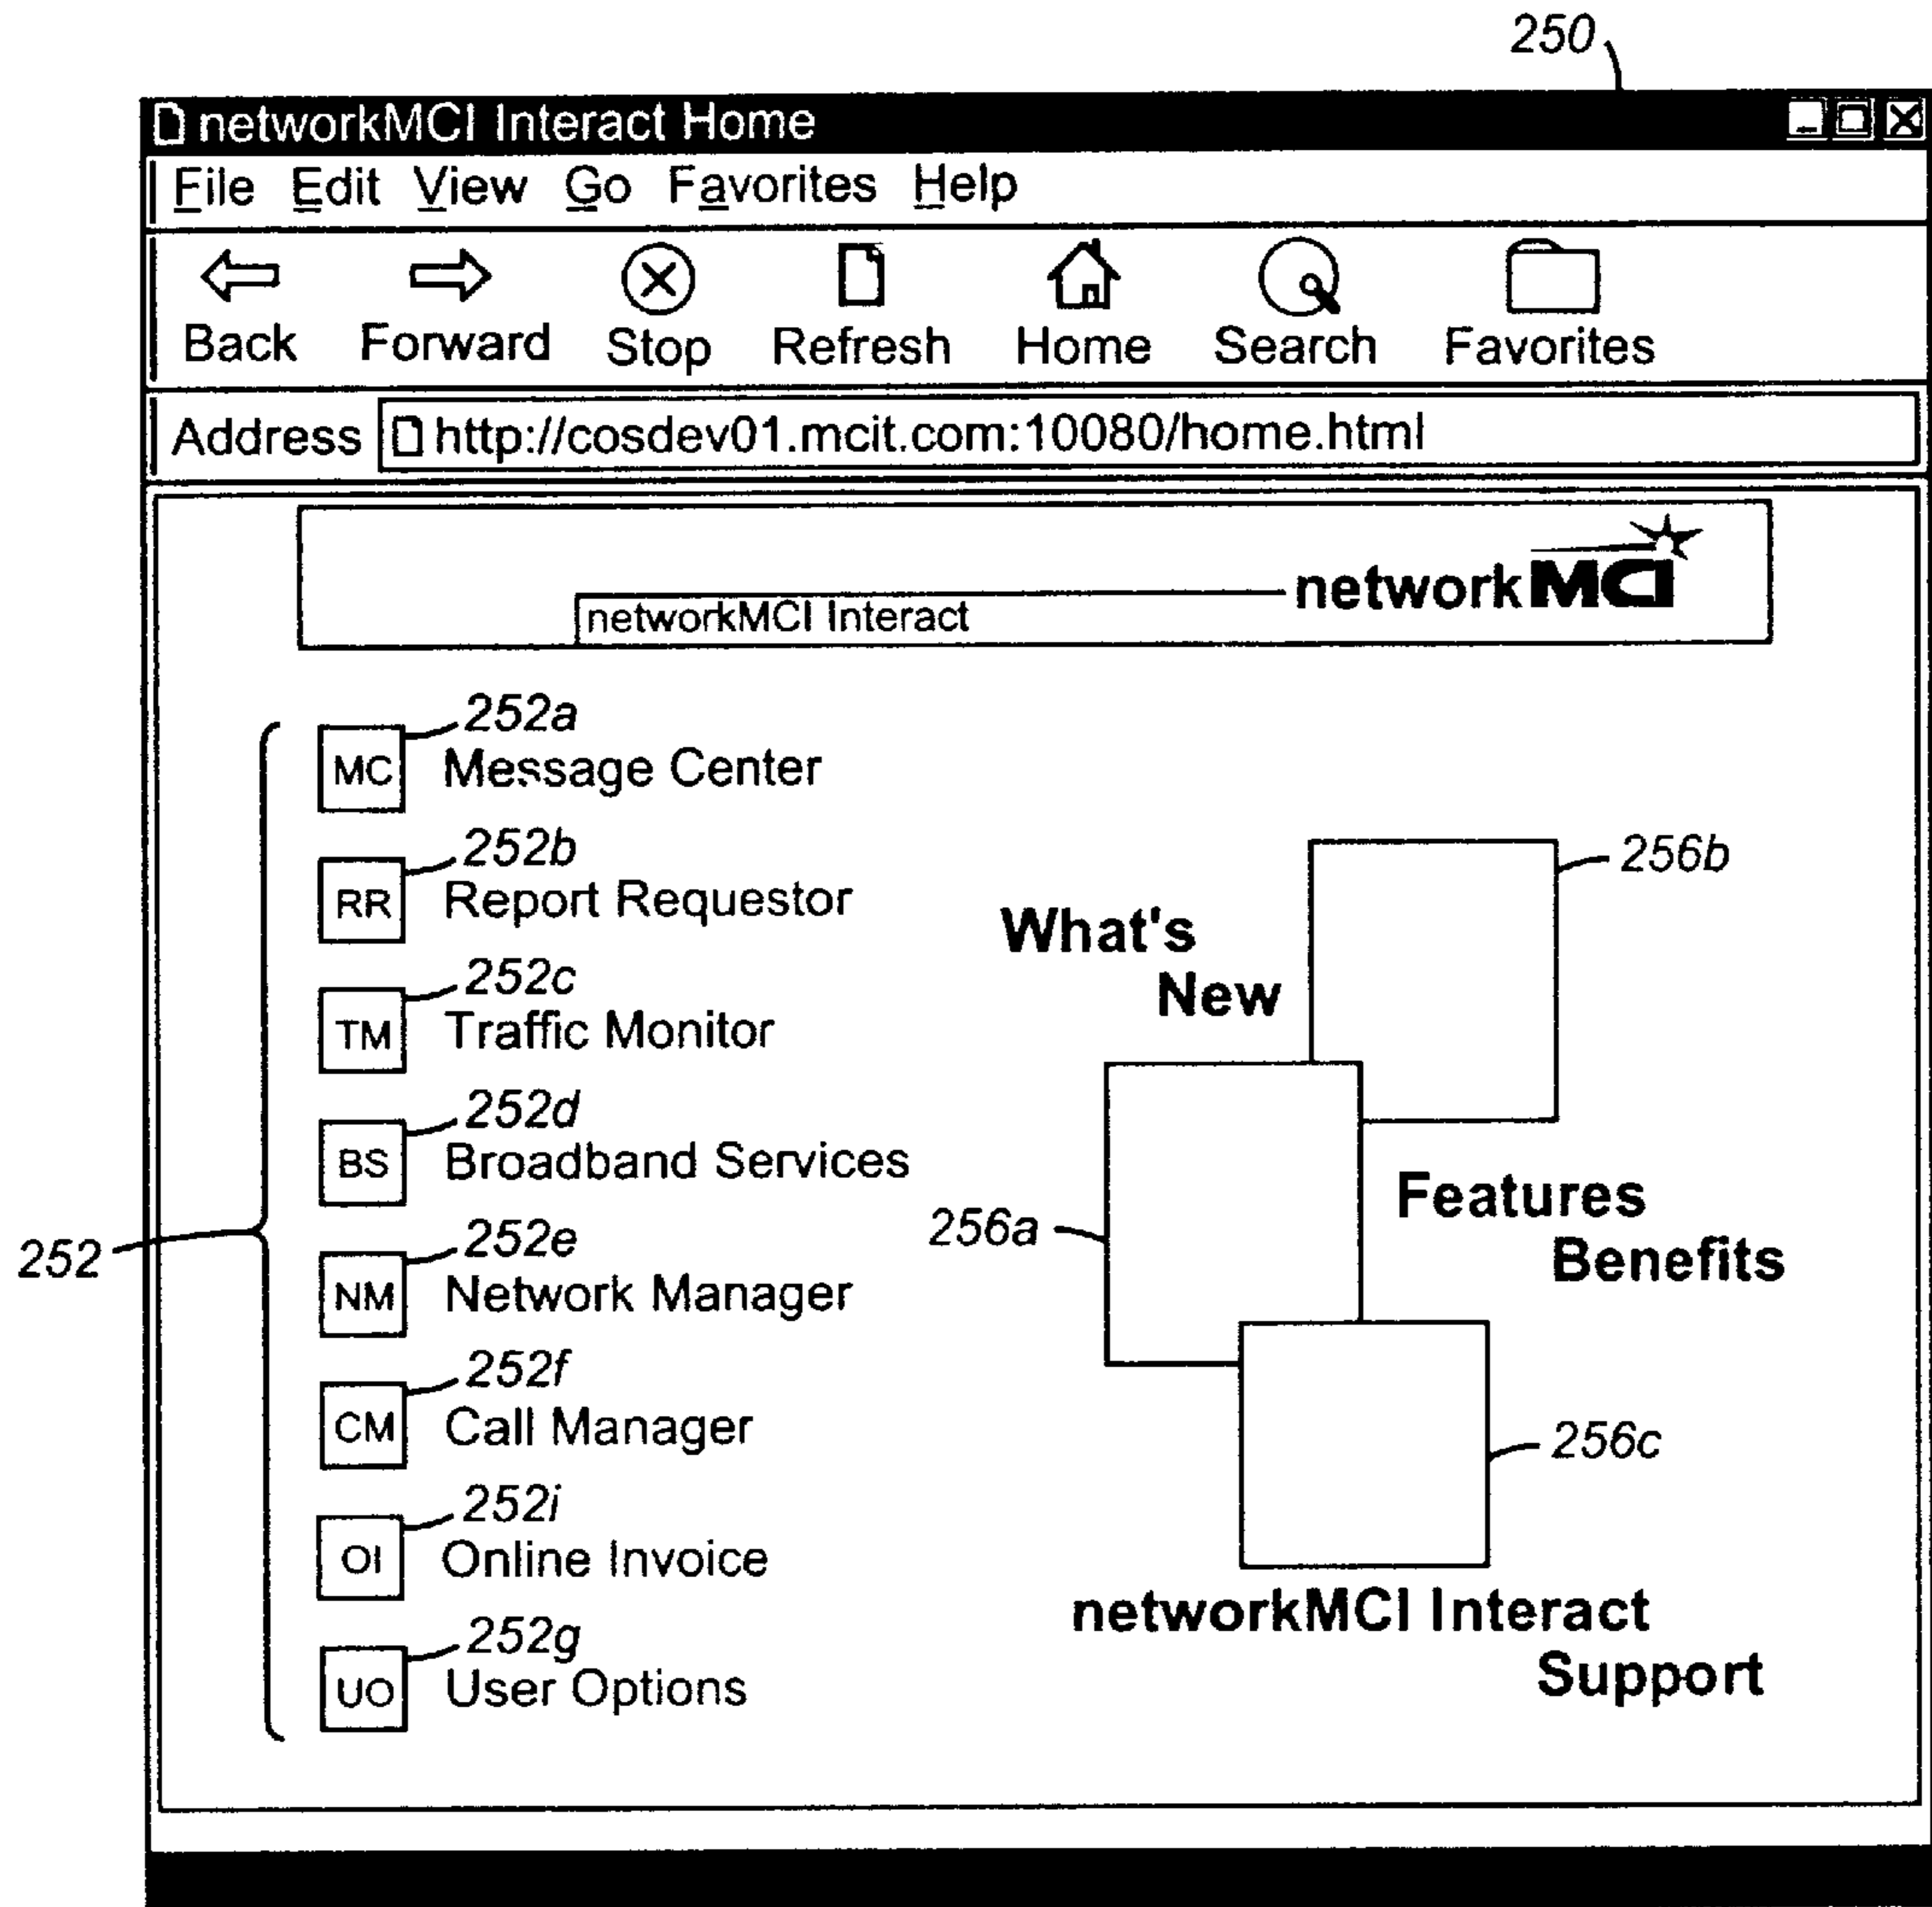 250
networkMCI Interact Home
File Edit View Go Favorites Help
Back Forward Stop Refresh Home Search Favorites
Address http://cosdev01.mcit.com:10080/home.html
networkMCI
networkMCI Interact
252
252a
MC Message Center
252b
RR Report Requestor
252c
TM Traffic Monitor
252d
BS Broadband Services
252e
NM Network Manager
252f
CM Call Manager
252i
OI Online Invoice
252g
UO User Options
256b
What's
New
256a
Features
Benefits
256c
networkMCI Interact
Support